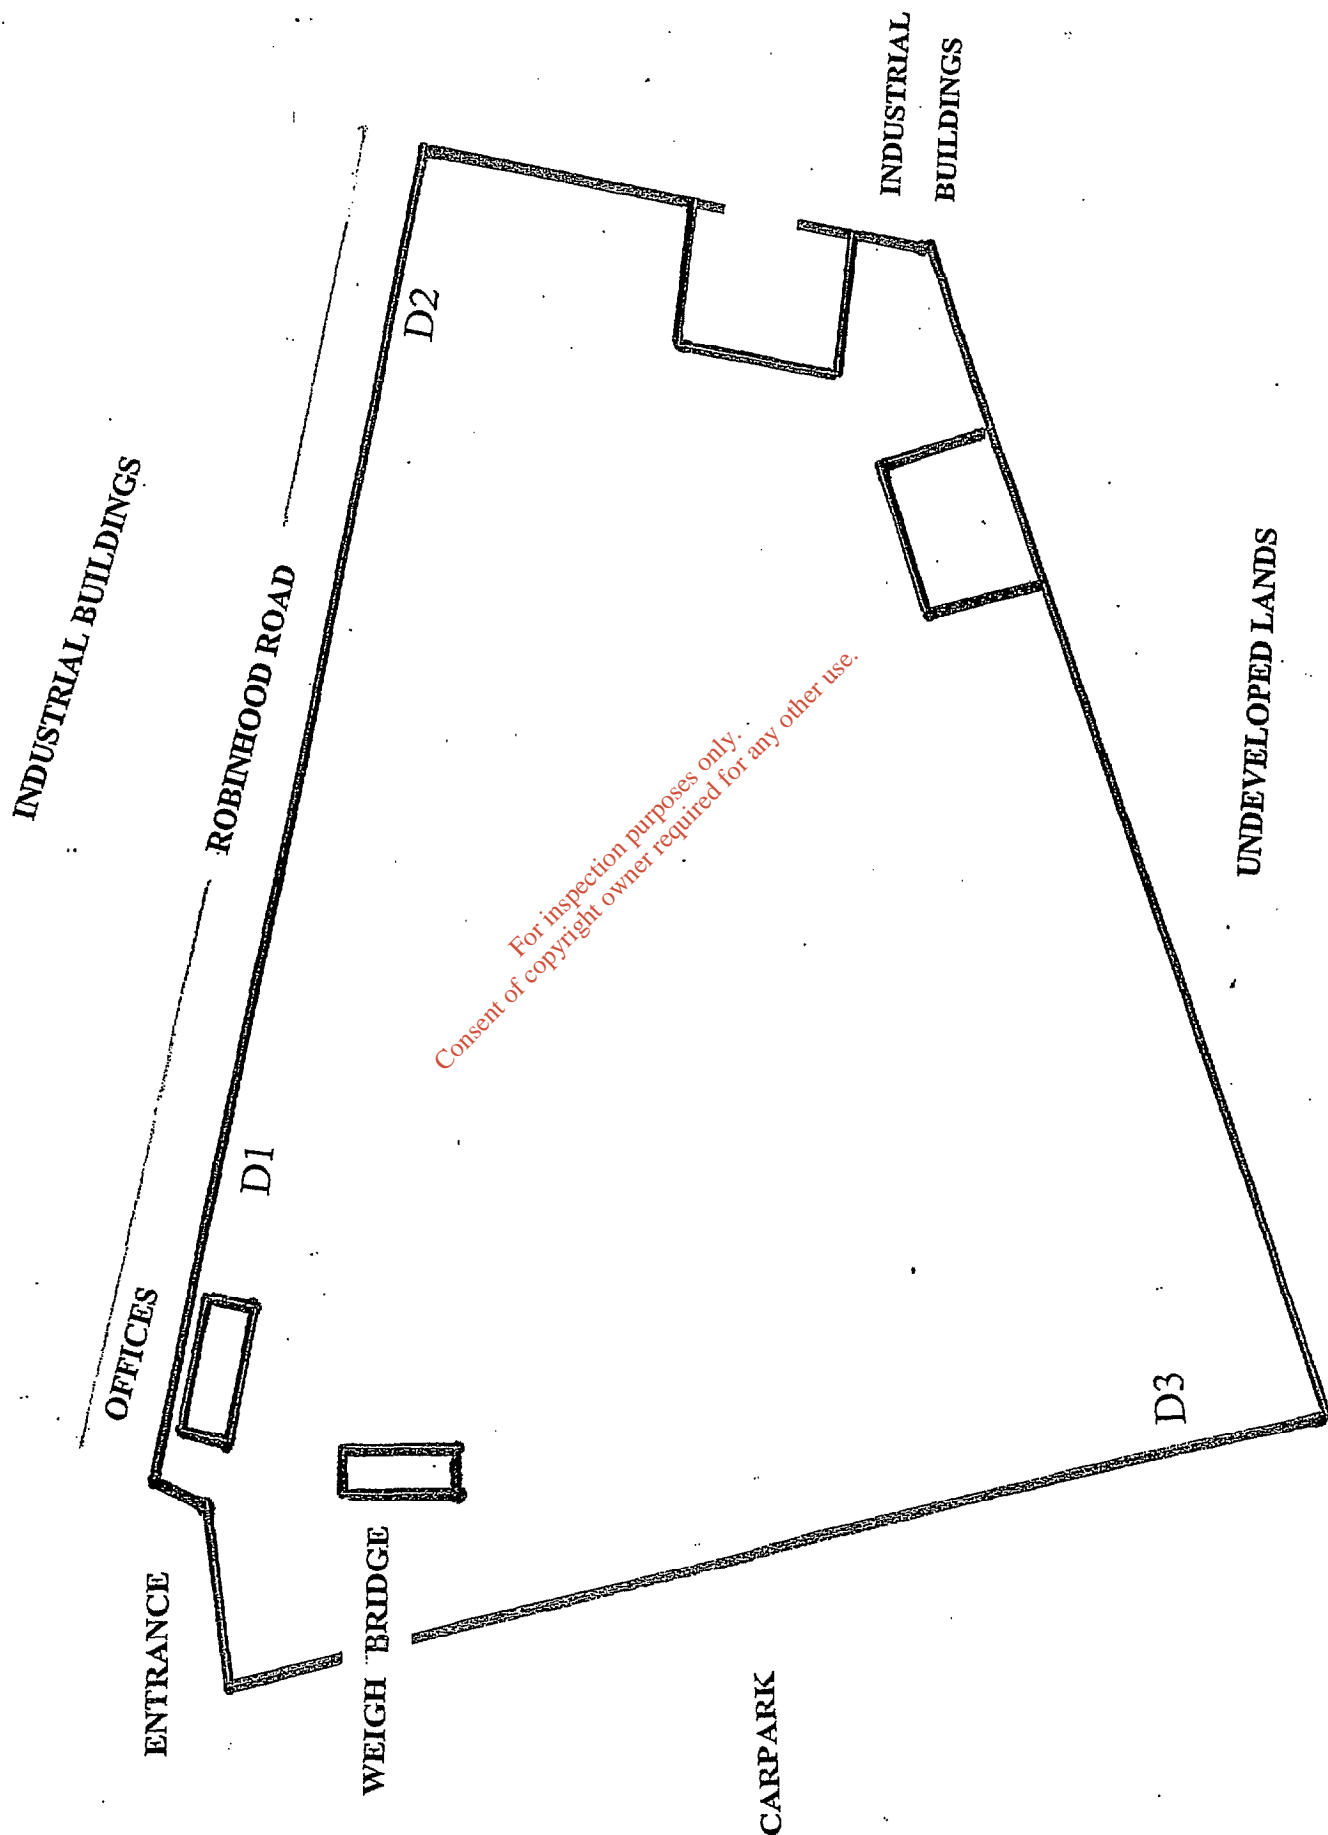 INDUSTRIAL BUILDINGS
ROBINHOOD ROAD
OFFICES
D1
D2
INDUSTRIAL
BUILDINGS
ENTRANCE
WEIGH BRIDGE
CARPARK
D3
UNDEVELOPED LANDS
For inspection purposes only.
Consent of copyright owner required for any other use.